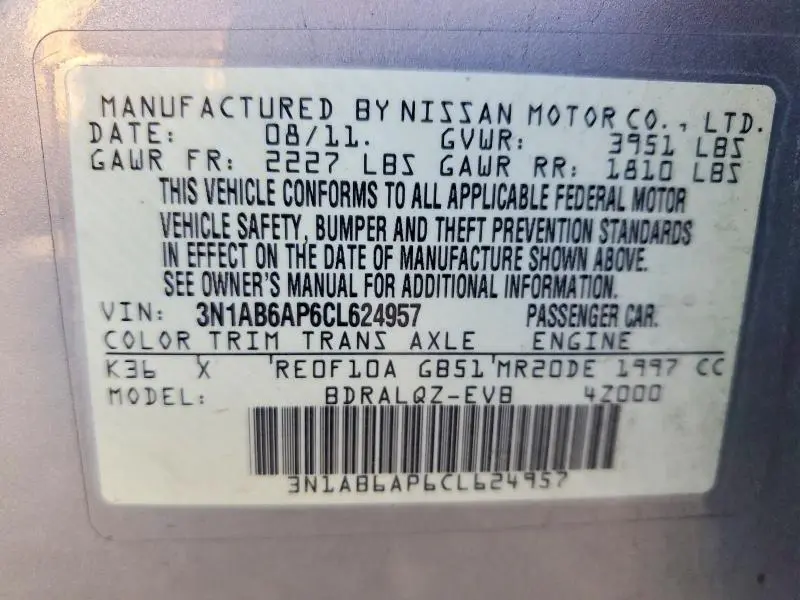 MANUFACTURED BY NISSAN MOTOR CO., LTD.
DATE: 08/11. GVWR: 3951 LBS
GAWR FR: 2227 LBS GAWR RR: 1810 LBS
THIS VEHICLE CONFORMS TO ALL APPLICABLE FEDERAL MOTOR
VEHICLE SAFETY, BUMPER AND THEFT PREVENTION STANDARDS
IN EFFECT ON THE DATE OF MANUFACTURE SHOWN ABOVE.
SEE OWNER'S MANUAL FOR ADDITIONAL INFORMATION.
VIN: 3N1AB6AP6CL624957 PASSENGER CAR.
COLOR TRIM TRANS AXLE ENGINE
K36 X RE0F10A GB51 MR20DE 1997 CC
MODEL: BDRALQZ-EVB 4Z000
3N1AB6AP6CL624957